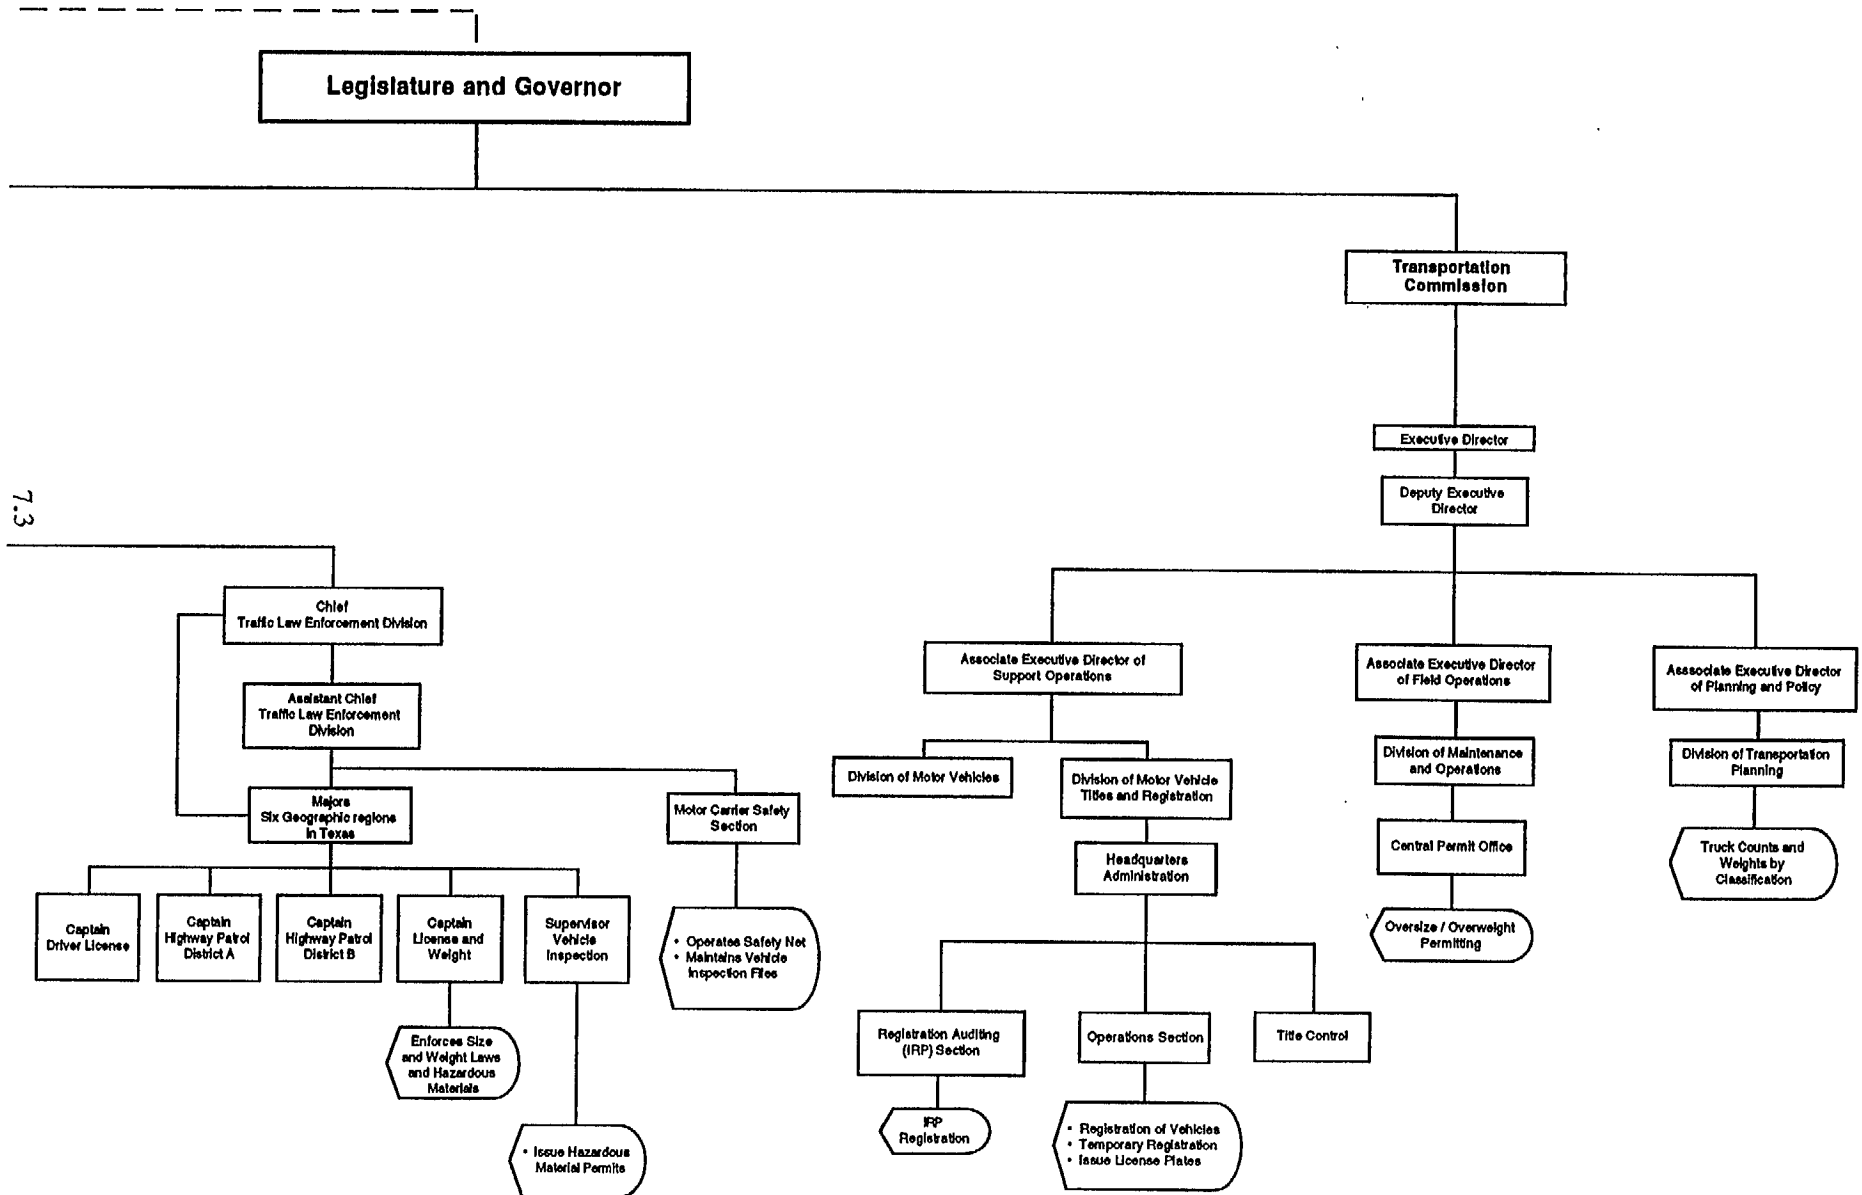 Legislature and Governor
Transportation
Commission
Executive Director
Deputy Executive
Director
7.3
Chief
Traffic Law Enforcement Division
Assistant Chief
Traffic Law Enforcement
Division
Majors
Six Geographic regions
in Texas
Motor Carrier Safety
Section
Captain
Driver License
Captain
Highway Patrol
District A
Captain
Highway Patrol
District B
Captain
License and
Weight
Supervisor
Vehicle
Inspection
• Operates Safety Net
• Maintains Vehicle
Inspection Files
Enforces Size
and Weight Laws
and Hazardous
Materials
• Issue Hazardous
Material Permits
Associate Executive Director of
Support Operations
Associate Executive Director
of Field Operations
Asssociate Executive Director
of Planning and Policy
Division of Motor Vehicles
Division of Motor Vehicle
Titles and Registration
Division of Maintenance
and Operations
Division of Transportation
Planning
Headquarters
Administration
Central Permit Office
Truck Counts and
Weights by
Classification
Oversize / Overweight
Permitting
Registration Auditing
(IRP) Section
Operations Section
Title Control
IRP
Registration
• Registration of Vehicles
• Temporary Registration
• Issue License Plates